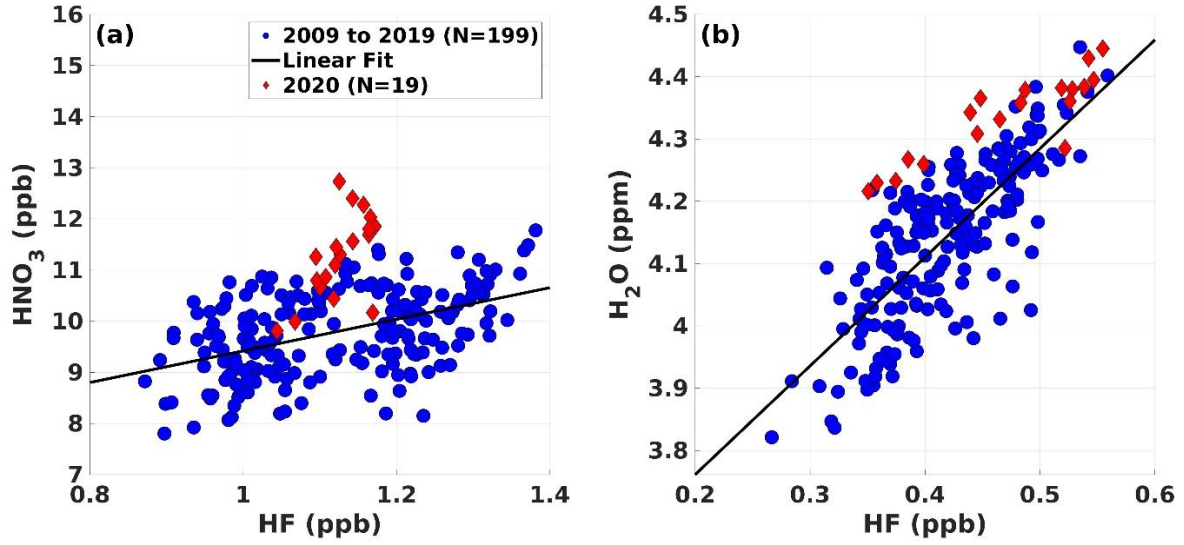 (a)
2009 to 2019 (N=199)
Linear Fit
2020 (N=19)
HNO3 (ppb)
16
15
14
13
12
11
10
9
8
7
0.8 1 1.2 1.4
HF (ppb)
(b)
H2O (ppm)
4.5
4.4
4.3
4.2
4.1
4
3.9
3.8
0.2 0.3 0.4 0.5 0.6
HF (ppb)